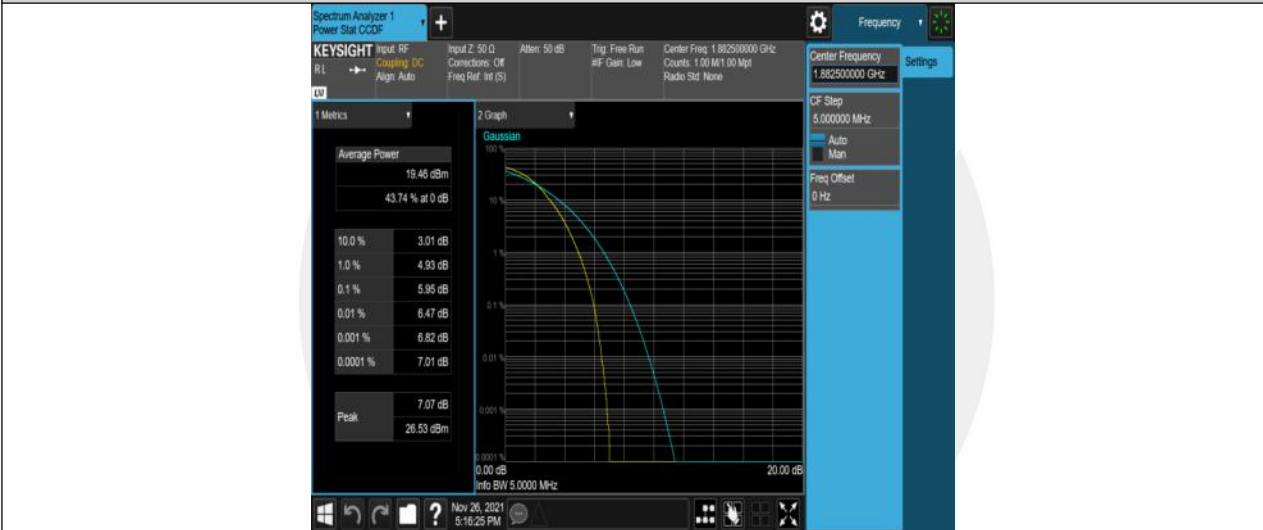 Spectrum Analyzer 1
Power Stat CCDF
+
Frequency
KEYSIGHT
RL
LV
Input: RF
Coupling: DC
Align: Auto
Input Z: 50 Ω
Corrections: Off
Freq Ref: Int (S)
Atten: 50 dB
Trig: Free Run
#IF Gain: Low
Center Freq: 1.882500000 GHz
Counts: 1.00 M/1.00 Mpt
Radio Std: None
Center Frequency
1.882500000 GHz
Settings
CF Step
5.000000 MHz
Auto
Man
Freq Offset
0 Hz
1 Metrics
Average Power
19.46 dBm
43.74 % at 0 dB
10.0 % 3.01 dB
1.0 % 4.93 dB
0.1 % 5.95 dB
0.01 % 6.47 dB
0.001 % 6.82 dB
0.0001 % 7.01 dB
Peak
7.07 dB
26.53 dBm
2 Graph
Gaussian
100 %
10 %
1 %
0.1 %
0.01 %
0.001 %
0.0001 %
0.00 dB 20.00 dB
Info BW 5.0000 MHz
?
Nov 26, 2021
5:16:25 PM